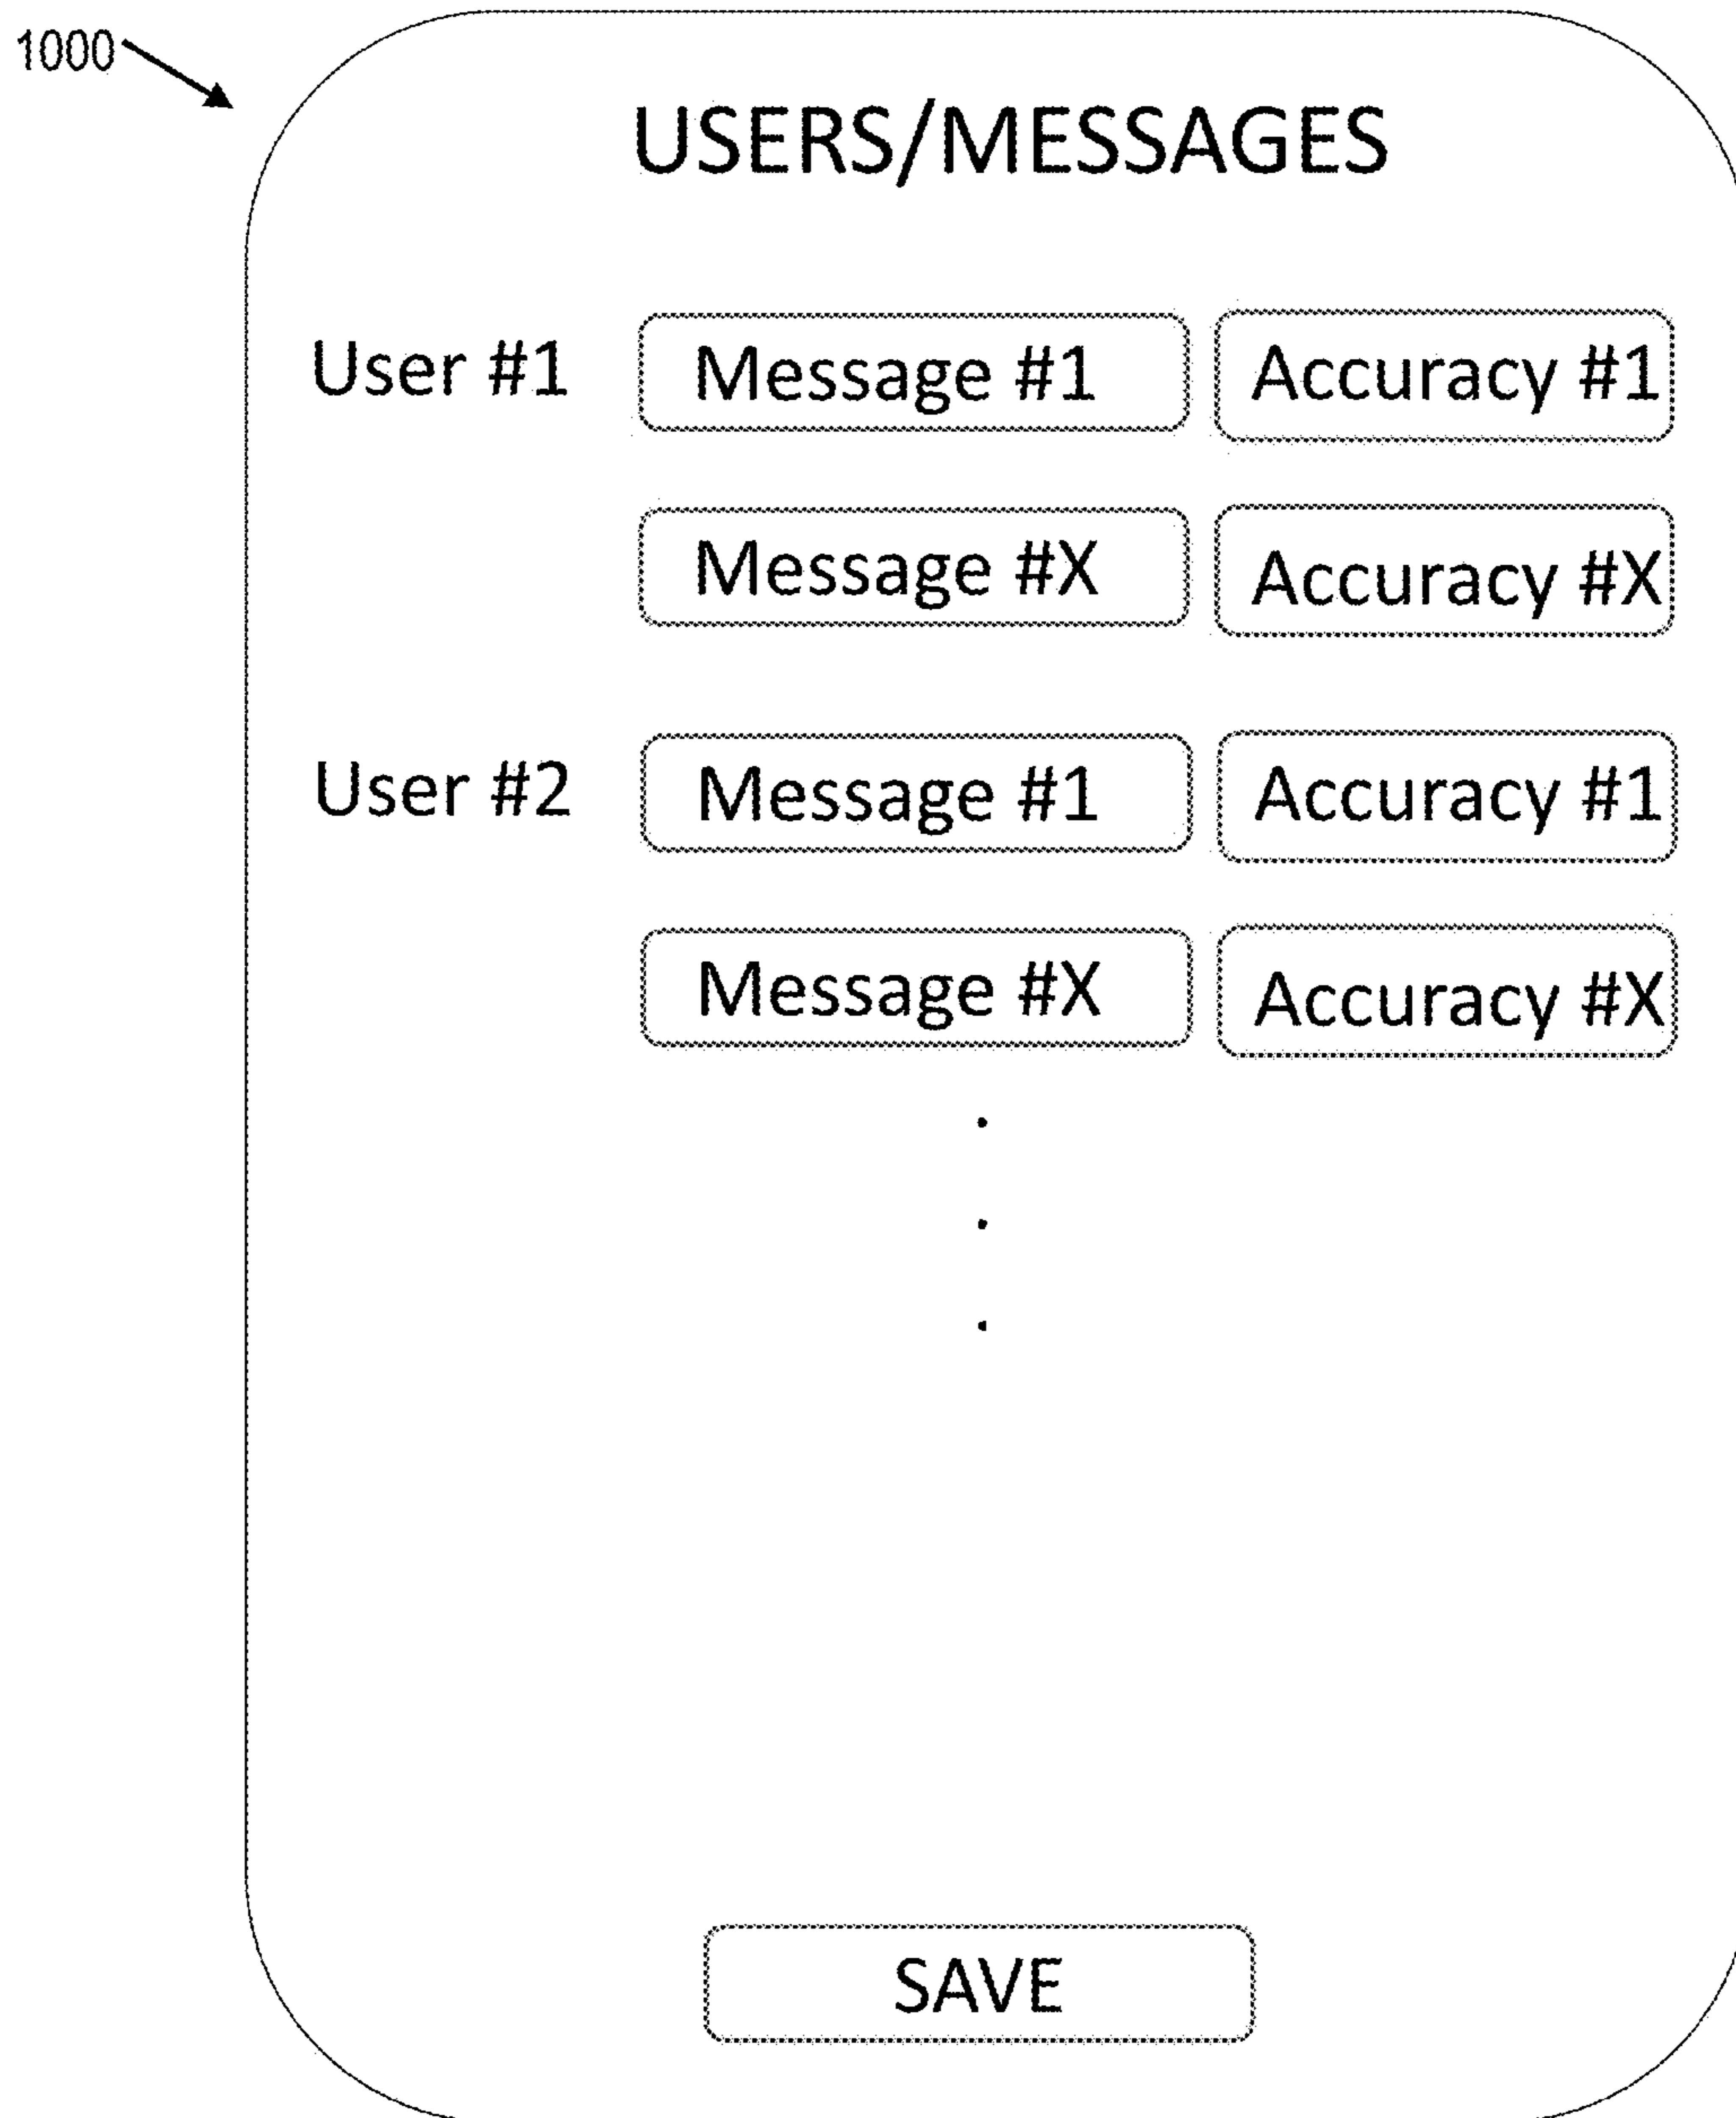 1000
USERS/MESSAGES
User #1 Message #1 Accuracy #1
Message #X Accuracy #X
User #2 Message #1 Accuracy #1
Message #X Accuracy #X
.
.
.
SAVE